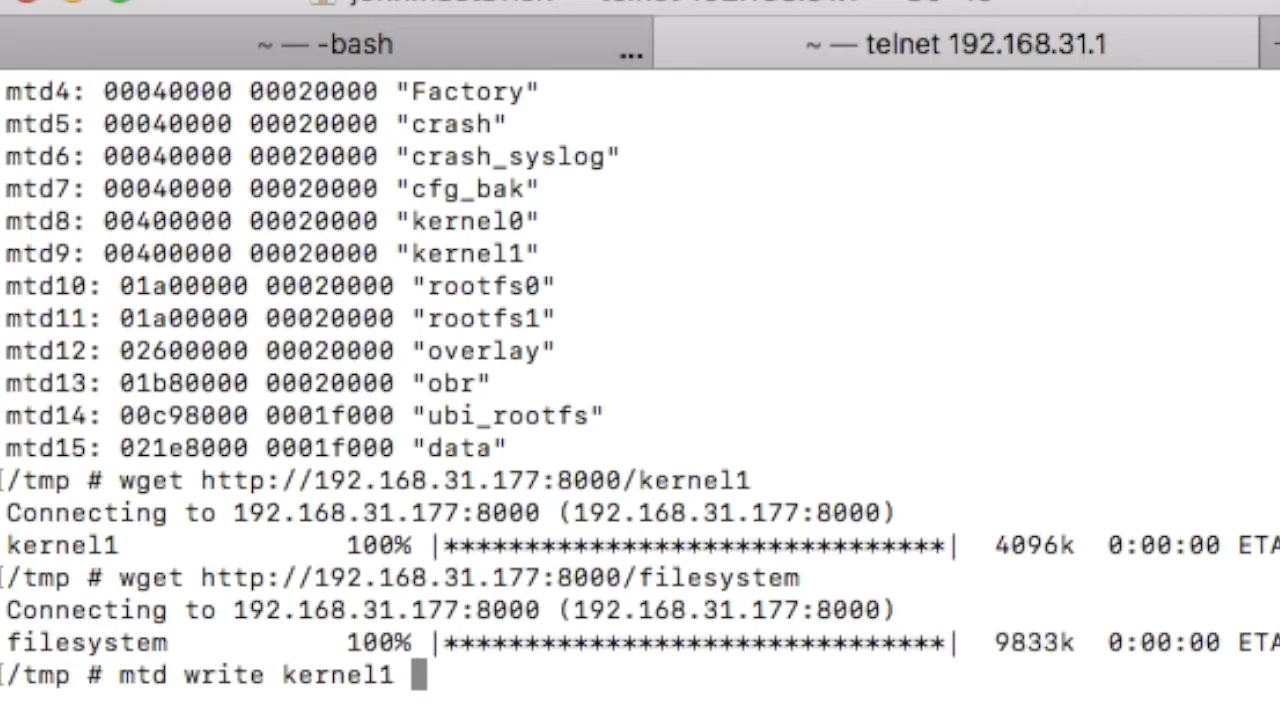 ~ — -bash
...
~ — telnet 192.168.31.1
mtd4: 00040000 00020000 "Factory"
mtd5: 00040000 00020000 "crash"
mtd6: 00040000 00020000 "crash_syslog"
mtd7: 00040000 00020000 "cfg_bak"
mtd8: 00400000 00020000 "kernel0"
mtd9: 00400000 00020000 "kernel1"
mtd10: 01a00000 00020000 "rootfs0"
mtd11: 01a00000 00020000 "rootfs1"
mtd12: 02600000 00020000 "overlay"
mtd13: 01b80000 00020000 "obr"
mtd14: 00c98000 0001f000 "ubi_rootfs"
mtd15: 021e8000 0001f000 "data"
[/tmp # wget http://192.168.31.177:8000/kernel1
Connecting to 192.168.31.177:8000 (192.168.31.177:8000)
kernel1 100% |*******************************| 4096k 0:00:00 ETA
[/tmp # wget http://192.168.31.177:8000/filesystem
Connecting to 192.168.31.177:8000 (192.168.31.177:8000)
filesystem 100% |*******************************| 9833k 0:00:00 ETA
[/tmp # mtd write kernel1